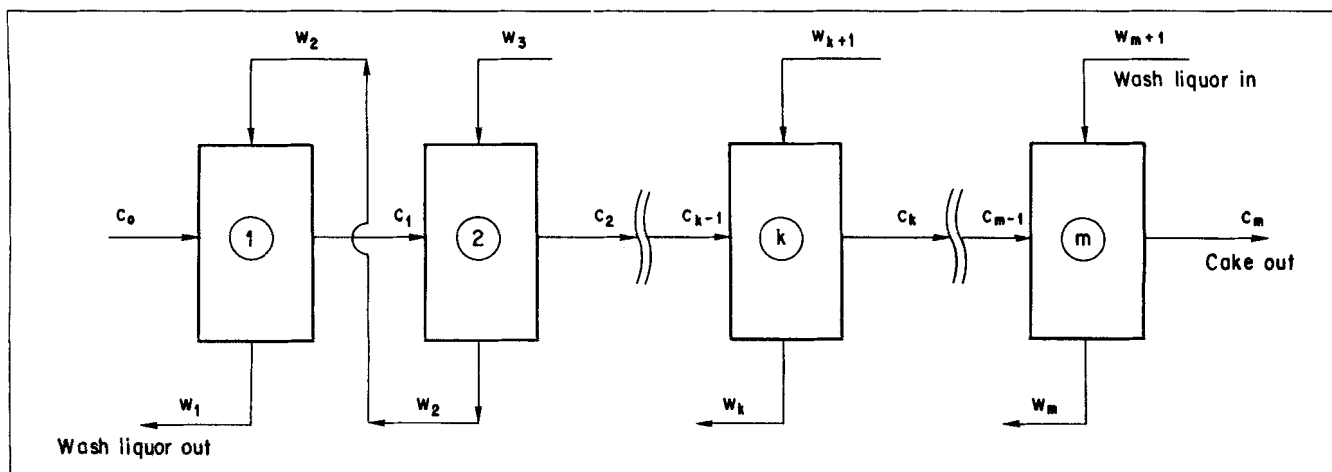 W₂ W₃ Wₖ₊₁ Wₘ₊₁
Wash liquor in
C₀ 1 C₁ 2 C₂ Cₖ₋₁ k Cₖ Cₘ₋₁ m Cₘ
Cake out
W₁ W₂ Wₖ Wₘ
Wash liquor out